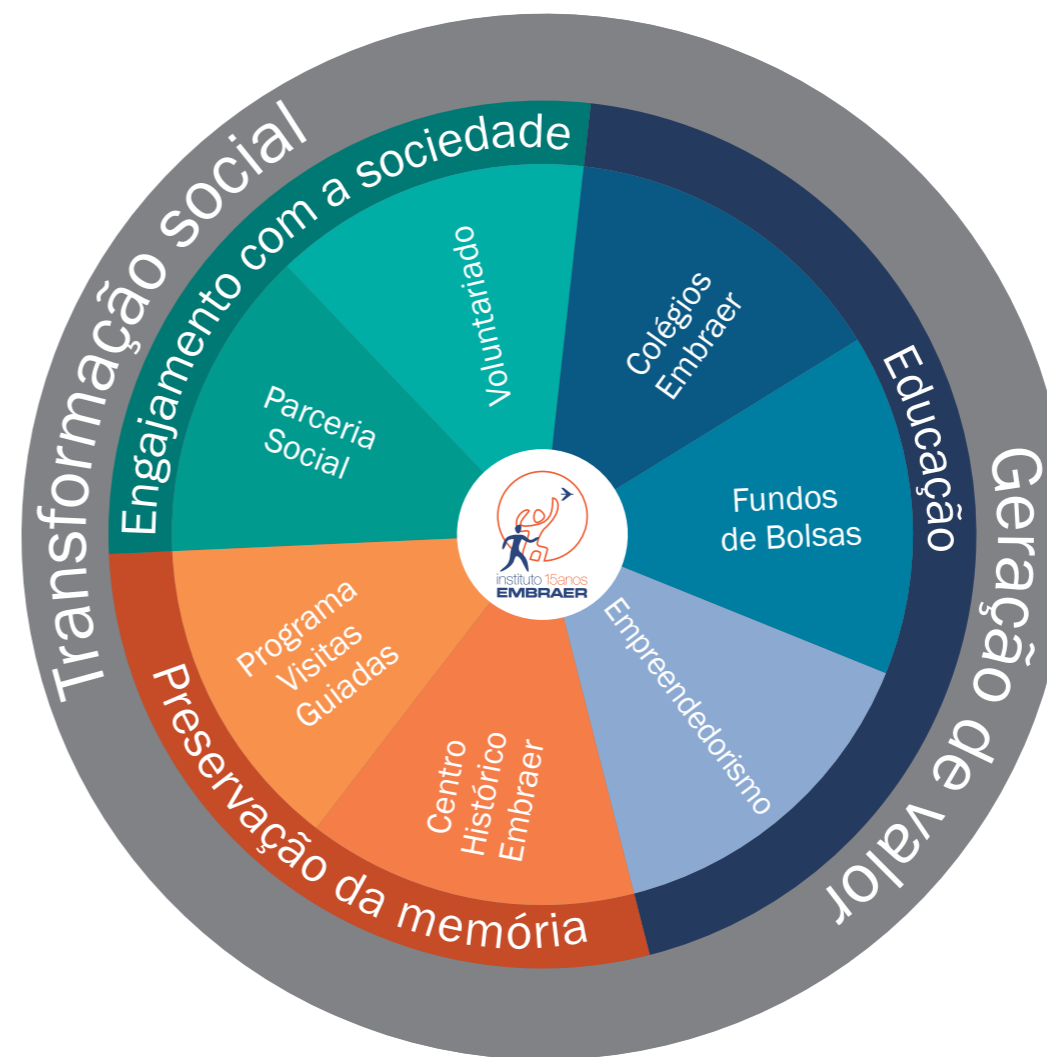 Transformação social
Geração de valor
Engajamento com a sociedade
Educação
Preservação da memória
Voluntariado
Colégios
Embraer
Parceria
Social
Fundos
de Bolsas
instituto 15anos
EMBRAER
Programa
Visitas
Guiadas
Centro
Histórico
Embraer
Empreendedorismo